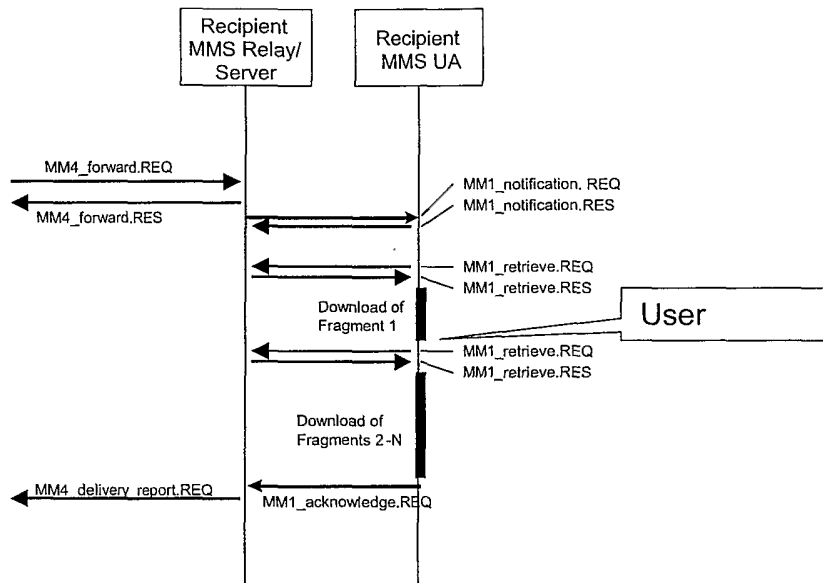 Recipient
MMS Relay/
Server
Recipient
MMS UA
MM4_forward.REQ
MM4_forward.RES
MM1_notification. REQ
MM1_notification.RES
MM1_retrieve.REQ
MM1_retrieve.RES
Download of
Fragment 1
User
MM1_retrieve.REQ
MM1_retrieve.RES
Download of
Fragments 2-N
MM4_delivery_report.REQ
MM1_acknowledge.REQ